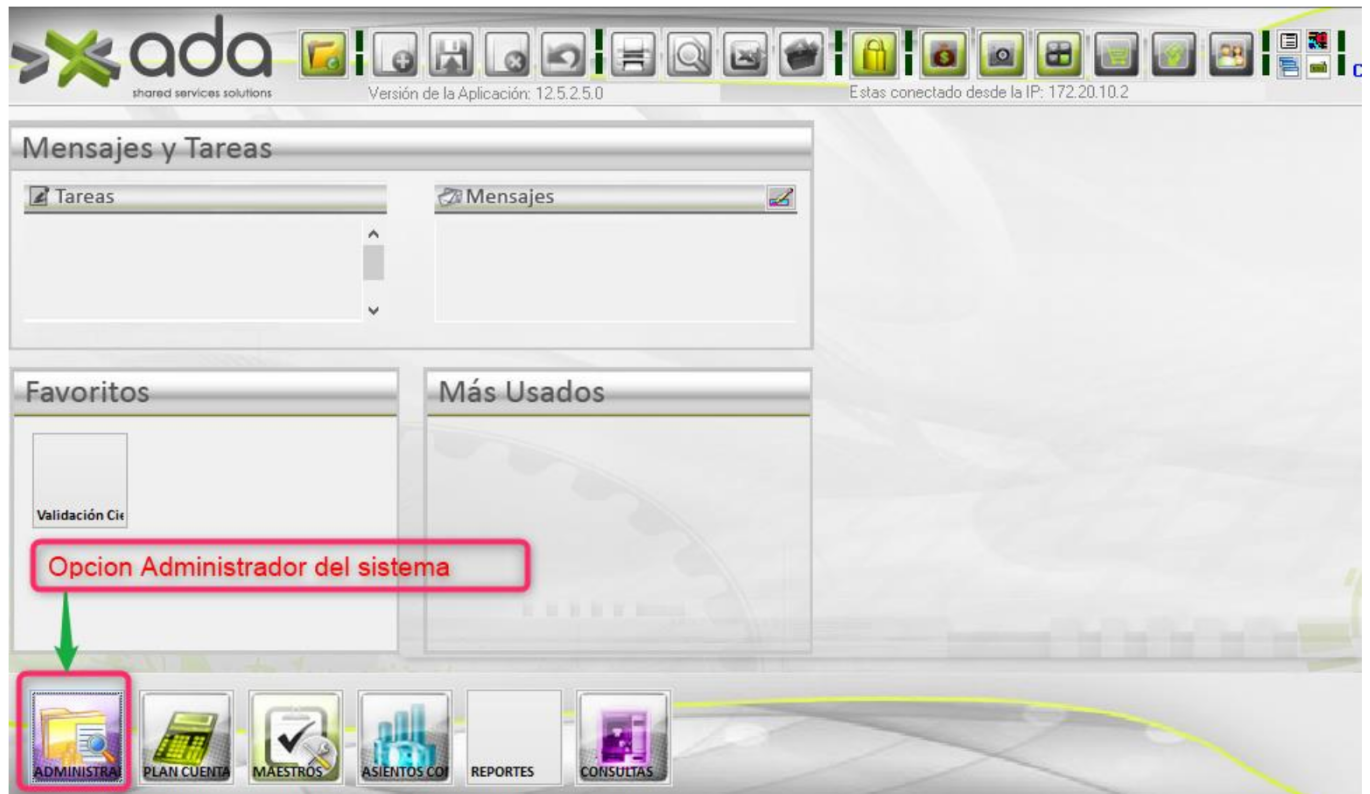 ada
shared services solutions
Versión de la Aplicación: 12.5.2.5.0
Estas conectado desde la IP: 172.20.10.2
Mensajes y Tareas
Tareas
Mensajes
Favoritos
Más Usados
Validación Cie
Opcion Administrador del sistema
ADMINISTRA
PLAN CUENTA
MAESTROS
ASIENTOS CO
REPORTES
CONSULTAS